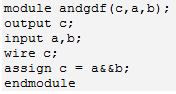 module andgdf(c,a,b);
output c;
input a,b;
wire c;
assign c = a&&b;
endmodule